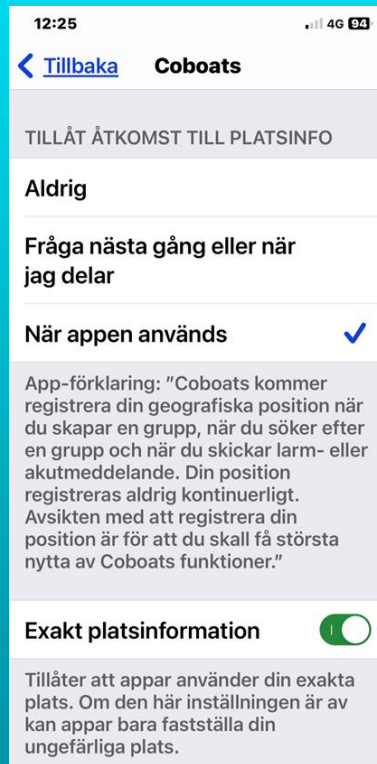 12:25
4G 94
Tillbaka Coboats
TILLÅT ÅTKOMST TILL PLATSINFO
Aldrig
Fråga nästa gång eller när
jag delar
När appen används
App-förklaring: ”Coboats kommer
registrera din geografiska position när
du skapar en grupp, när du söker efter
en grupp och när du skickar larm- eller
akutmeddelande. Din position
registreras aldrig kontinuerligt.
Avsikten med att registrera din
position är för att du skall få största
nytta av Coboats funktioner.”
Exakt platsinformation
Tillåter att appar använder din exakta
plats. Om den här inställningen är av
kan appar bara fastställa din
ungefärliga plats.